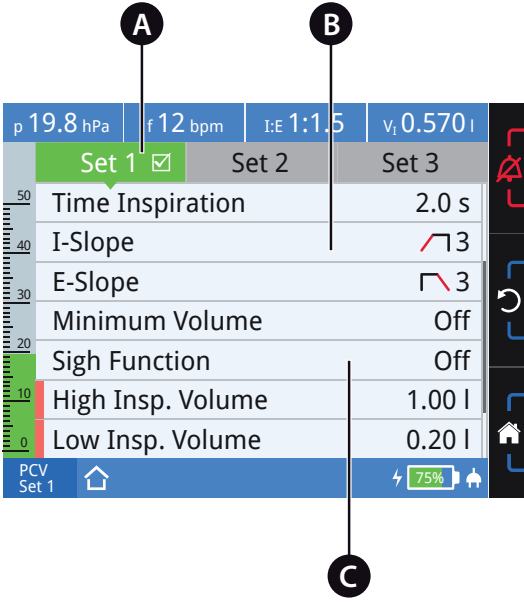 A B
p 19.8 hPa f 12 bpm I:E 1:1.5 VI 0.570 l
Set 1 Set 2 Set 3
50
Time Inspiration 2.0 s
40
I-Slope 3
30
E-Slope 3
Minimum Volume Off
20
Sigh Function Off
10
High Insp. Volume 1.00 l
0
Low Insp. Volume 0.20 l
PCV
Set 1 75%
C